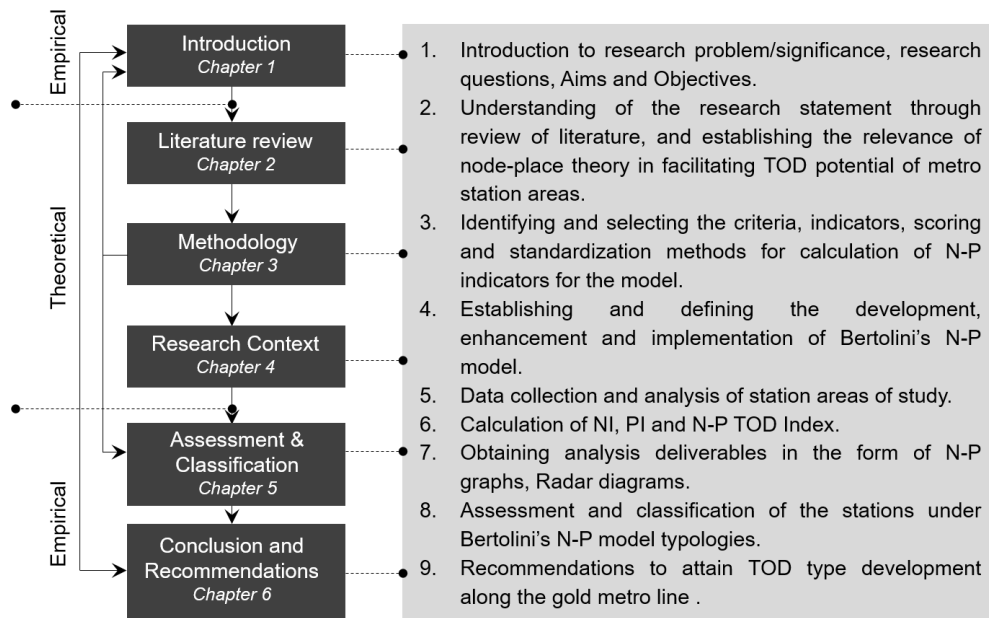 Empirical
Theoretical
Empirical
Introduction
Chapter 1
Literature review
Chapter 2
Methodology
Chapter 3
Research Context
Chapter 4
Assessment &
Classification
Chapter 5
Conclusion and
Recommendations
Chapter 6
1. Introduction to research problem/significance, research
questions, Aims and Objectives.
2. Understanding of the research statement through
review of literature, and establishing the relevance of
node-place theory in facilitating TOD potential of metro
station areas.
3. Identifying and selecting the criteria, indicators, scoring
and standardization methods for calculation of N-P
indicators for the model.
4. Establishing and defining the development,
enhancement and implementation of Bertolini's N-P
model.
5. Data collection and analysis of station areas of study.
6. Calculation of NI, PI and N-P TOD Index.
7. Obtaining analysis deliverables in the form of N-P
graphs, Radar diagrams.
8. Assessment and classification of the stations under
Bertolini's N-P model typologies.
9. Recommendations to attain TOD type development
along the gold metro line .